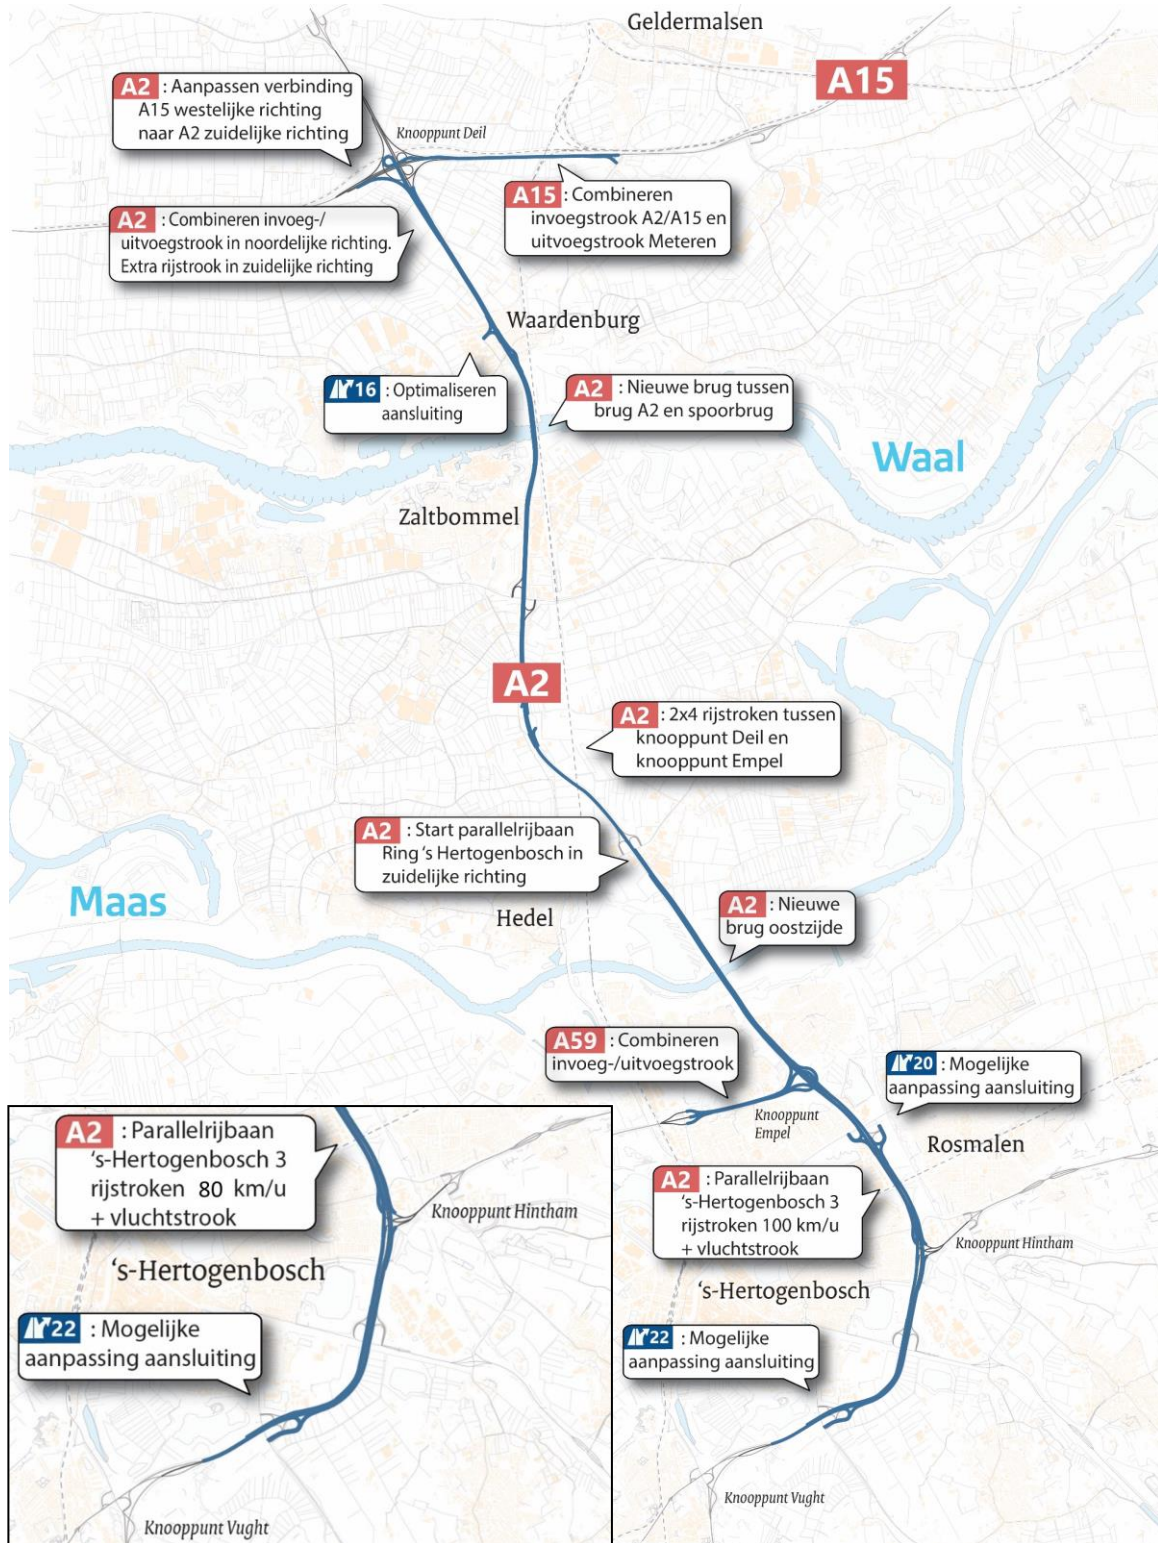 Geldermalsen
A15
A2 : Aanpassen verbinding
A15 westelijke richting
naar A2 zuidelijke richting
Knooppunt Deil
A15 : Combineren
invoegstrook A2/A15 en
uitvoegstrook Meteren
A2 : Combineren invoeg-/
uitvoegstrook in noordelijke richting.
Extra rijstrook in zuidelijke richting
Waardenburg
16 : Optimaliseren
aansluiting
A2 : Nieuwe brug tussen
brug A2 en spoorbrug
Waal
Zaltbommel
A2
A2 : 2x4 rijstroken tussen
knooppunt Deil en
knooppunt Empel
A2 : Start parallelrijbaan
Ring ‘s Hertogenbosch in
zuidelijke richting
Maas
Hedel
A2 : Nieuwe
brug oostzijde
A59 : Combineren
invoeg-/uitvoegstrook
20 : Mogelijke
aanpassing aansluiting
Knooppunt
Empel
Rosmalen
A2 : Parallelrijbaan
‘s-Hertogenbosch 3
rijstroken 100 km/u
+ vluchtstrook
Knooppunt Hintham
‘s-Hertogenbosch
22 : Mogelijke
aanpassing aansluiting
Knooppunt Vught
A2 : Parallelrijbaan
‘s-Hertogenbosch 3
rijstroken 80 km/u
+ vluchtstrook
Knooppunt Hintham
‘s-Hertogenbosch
22 : Mogelijke
aanpassing aansluiting
Knooppunt Vught